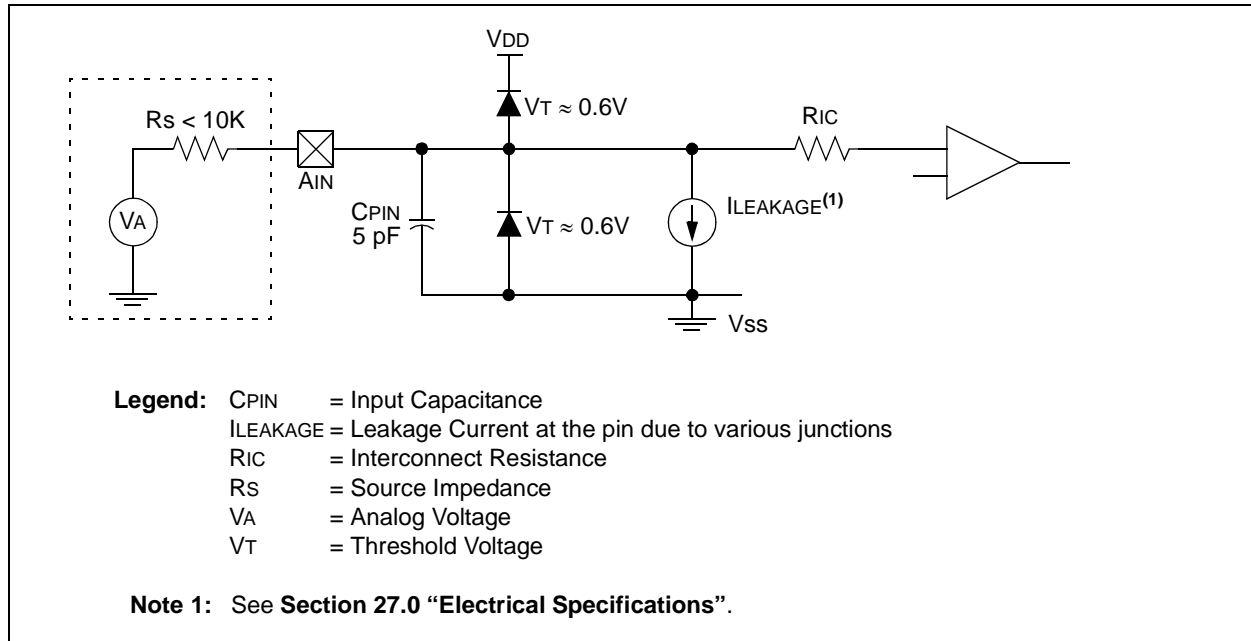 VDD
VT ≈ 0.6V
Rs < 10K
RIC
AIN
ILEAKAGE(1)
VA
CPIN
5 pF
VT ≈ 0.6V
Vss
Legend: CPIN = Input Capacitance
ILEAKAGE = Leakage Current at the pin due to various junctions
RIC = Interconnect Resistance
RS = Source Impedance
VA = Analog Voltage
VT = Threshold Voltage
Note 1: See Section 27.0 “Electrical Specifications”.